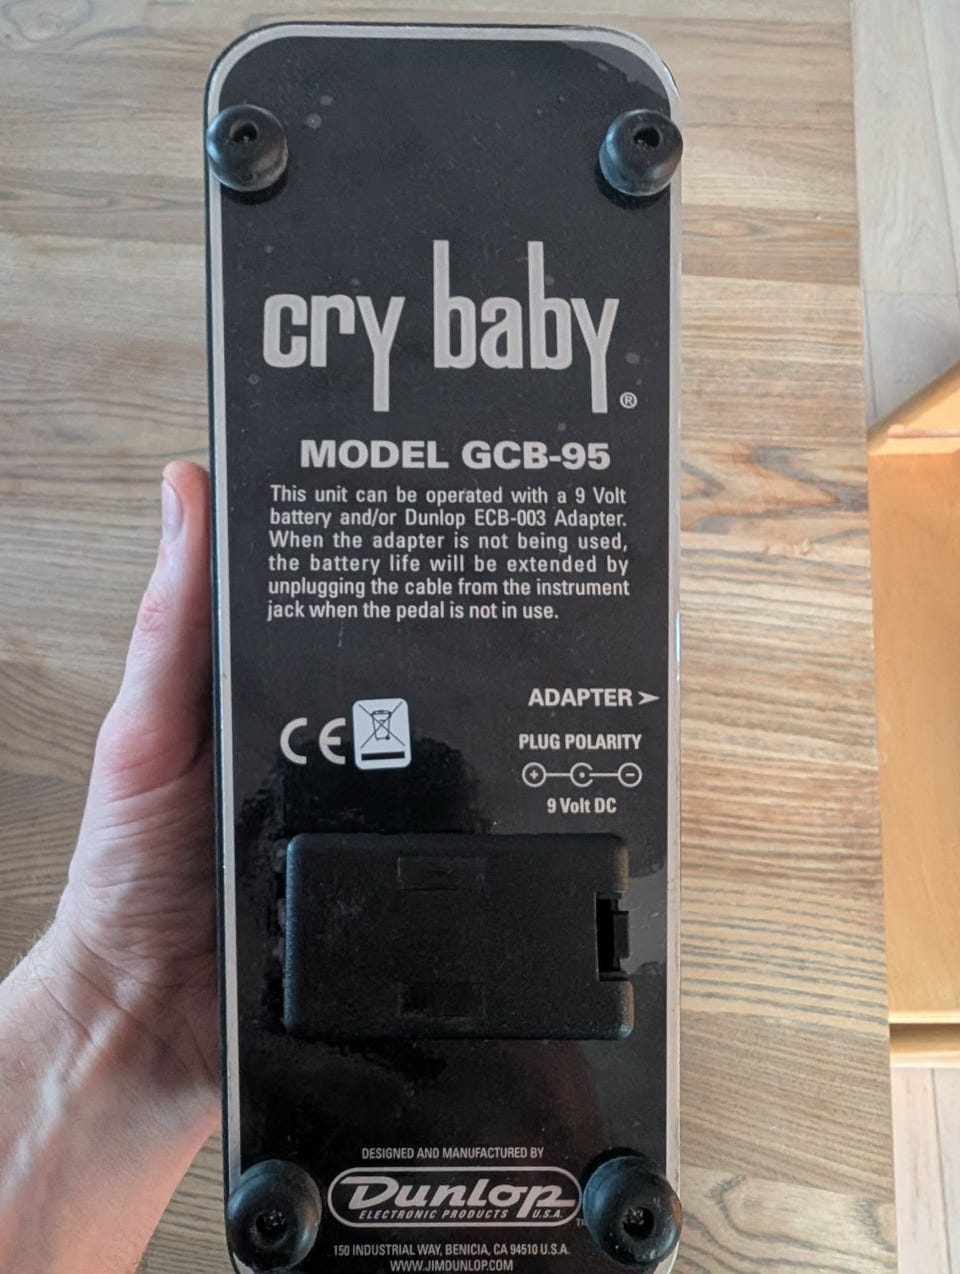 cry baby ®
MODEL GCB-95
This unit can be operated with a 9 Volt
battery and/or Dunlop ECB-003 Adapter.
When the adapter is not being used,
the battery life will be extended by
unplugging the cable from the instrument
jack when the pedal is not in use.
ADAPTER ➤
CE
PLUG POLARITY
+ -
9 Volt DC
DESIGNED AND MANUFACTURED BY
Dunlop
ELECTRONIC PRODUCTS U.S.A.
TM
150 INDUSTRIAL WAY, BENICIA, CA 94510 U.S.A.
WWW.JIMDUNLOP.COM